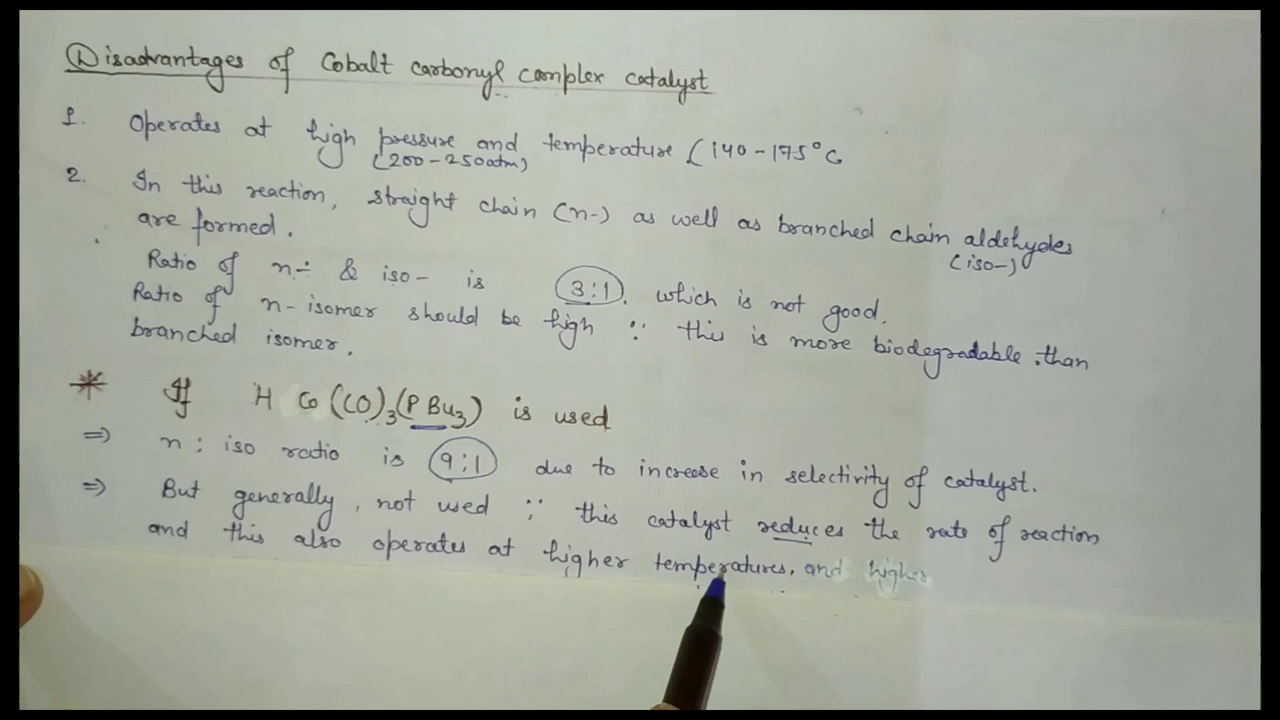 Disadvantages of Cobalt carbonyl complex catalyst
1. Operates at high pressure and temperature (140-175°C
(200-250atm)
2. In this reaction, straight chain (n-) as well as branched chain aldehydes
(iso-)
are formed.
Ratio of n- & iso- is 3:1. which is not good.
Ratio of n-isomer should be high ∵ this is more biodegradable than
branched isomer.
* If H Co(CO)₃(PBu₃) is used
⇒ n: iso ratio is 9:1 due to increase in selectivity of catalyst.
⇒ But generally, not used ∵ this catalyst reduces the rate of reaction
and this also operates at higher temperatures. and higher